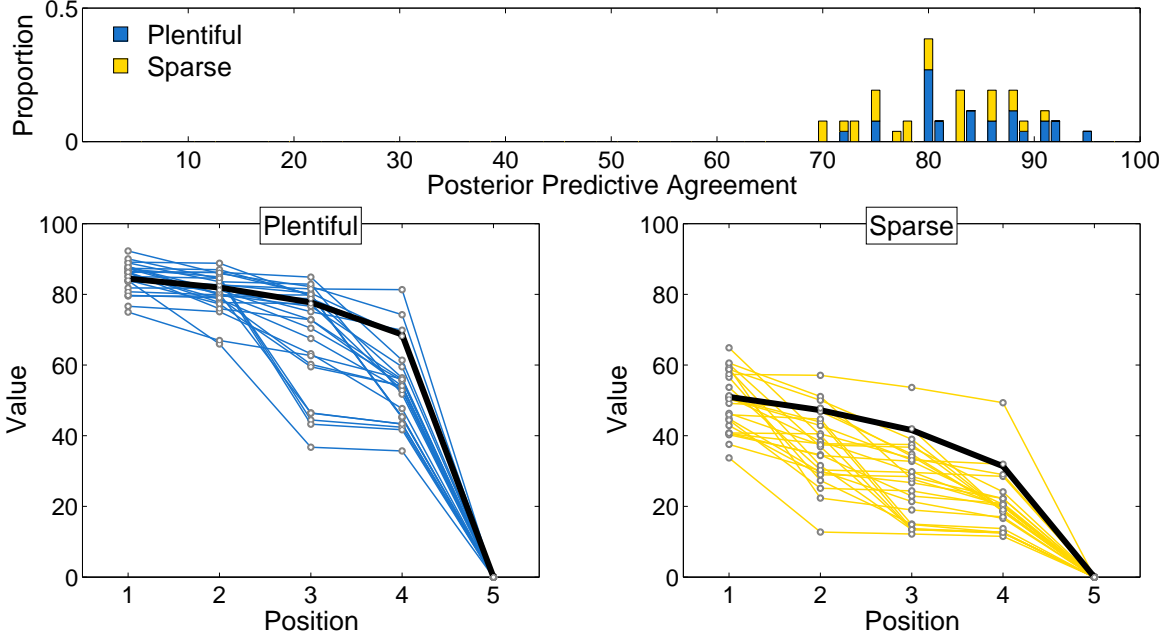 0.5
Proportion
0
Plentiful
Sparse
10 20 30 40 50 60 70 80 90 100
Posterior Predictive Agreement
Plentiful
100
80
60
40
20
0
Value
1 2 3 4 5
Position
Sparse
100
80
60
40
20
0
Value
1 2 3 4 5
Position